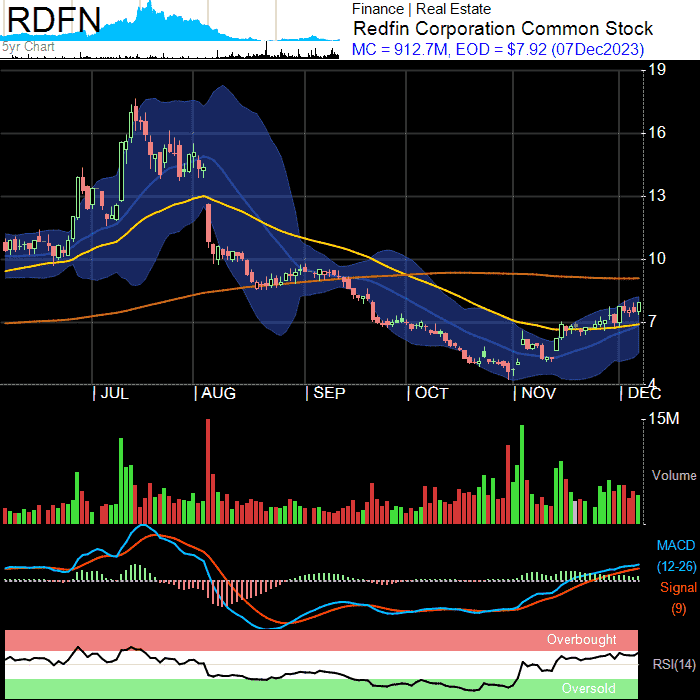 RDFN
5yr Chart
Finance | Real Estate
Redfin Corporation Common Stock
MC = 912.7M, EOD = $7.92 (07Dec2023)
19
16
13
10
7
4
| JUL | AUG | SEP | OCT | NOV | DEC
15M
Volume
MACD
(12-26)
Signal
(9)
Overbought
RSI(14)
Oversold